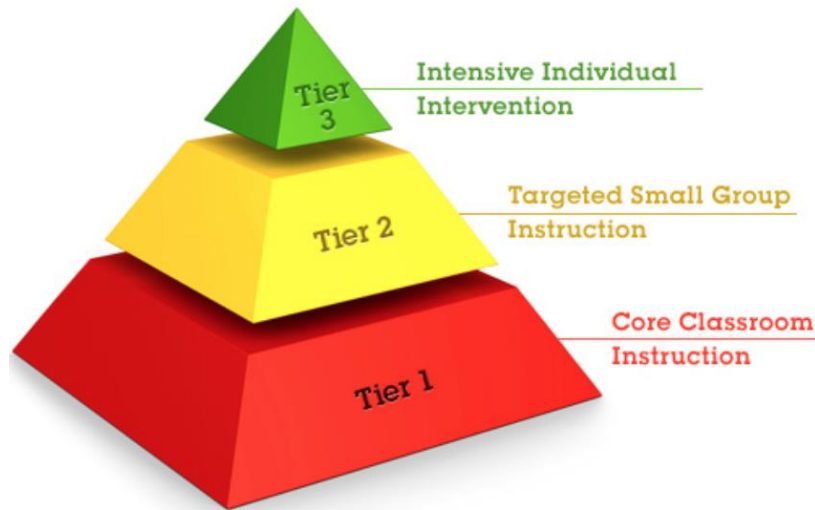 Tier
3
Intensive Individual
Intervention
Tier 2
Targeted Small Group
Instruction
Tier 1
Core Classroom
Instruction